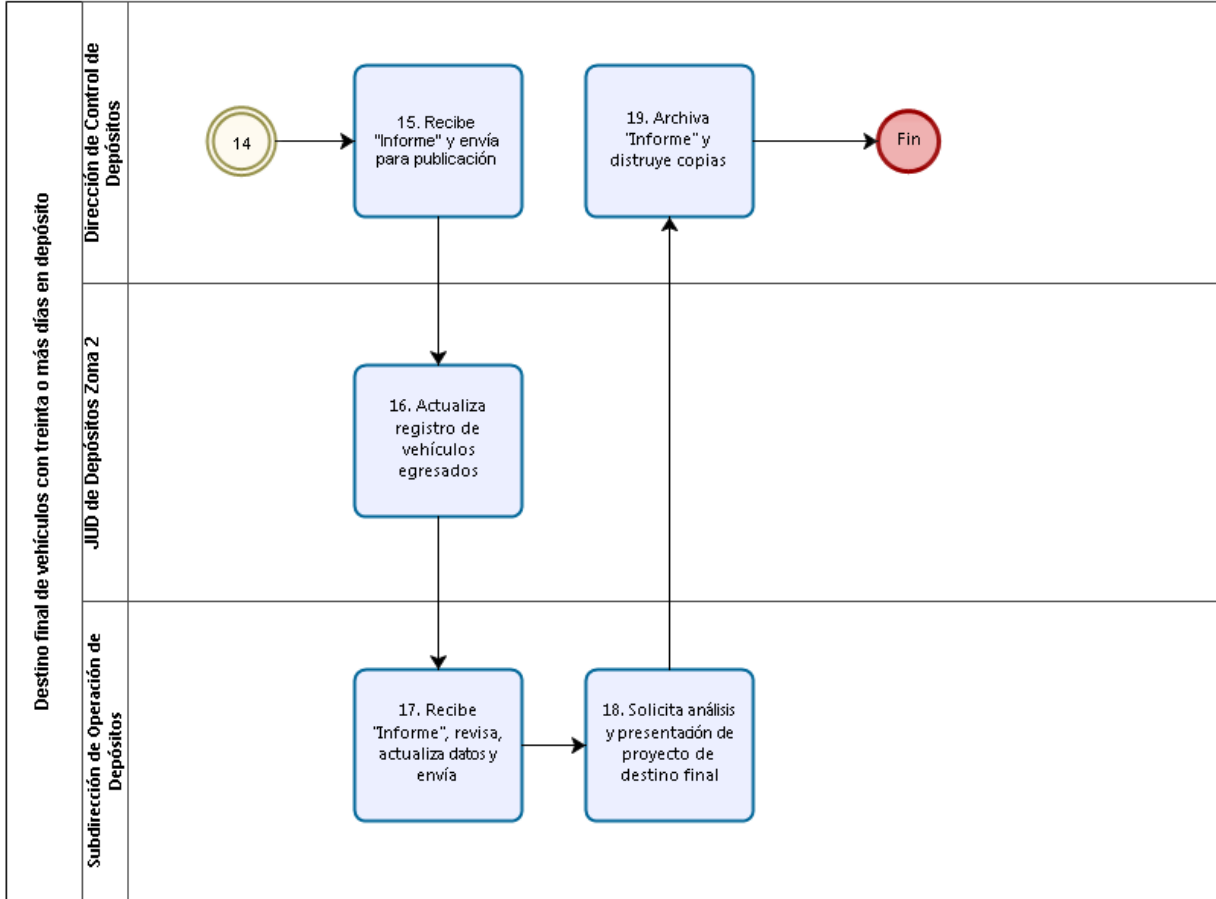 Destino final de vehículos con treinta o más días en depósito
Dirección de Control de
Depósitos
14
15. Recibe
"Informe" y envía
para publicación
19. Archiva
"Informe" y
distruye copias
Fin
JUD de Depósitos Zona 2
16. Actualiza
registro de
vehículos
egresados
Subdirección de Operación de
Depósitos
17. Recibe
"Informe", revisa,
actualiza datos y
envía
18. Solicita análisis
y presentación de
proyecto de
destino final